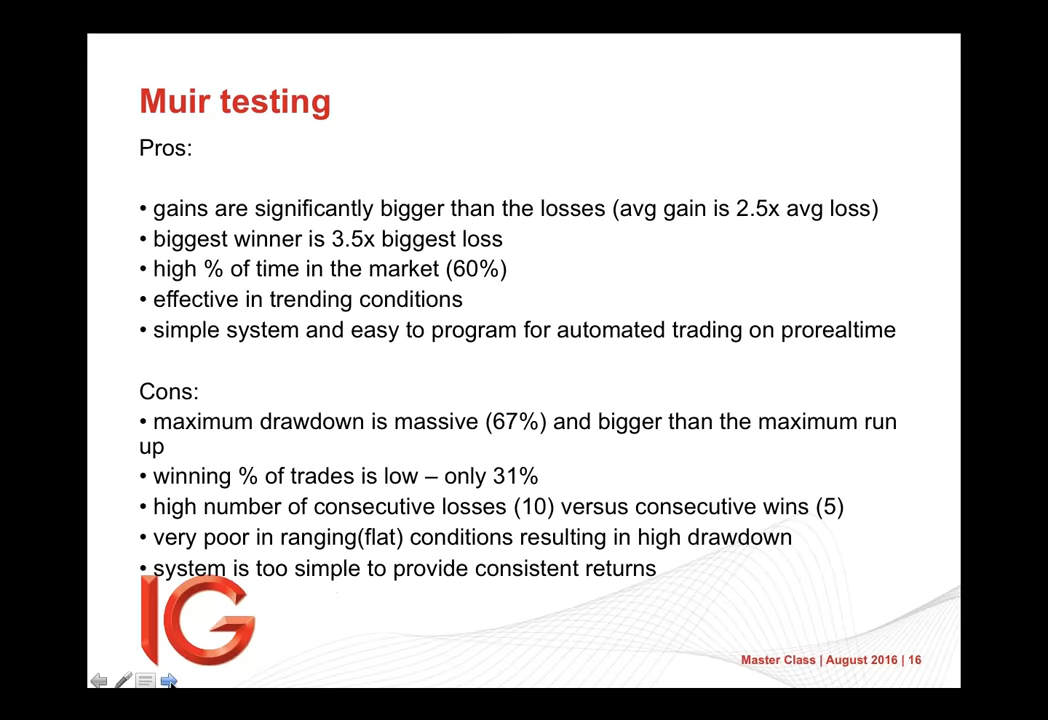 Muir testing
Pros:
• gains are significantly bigger than the losses (avg gain is 2.5x avg loss)
• biggest winner is 3.5x biggest loss
• high % of time in the market (60%)
• effective in trending conditions
• simple system and easy to program for automated trading on prorealtime
Cons:
• maximum drawdown is massive (67%) and bigger than the maximum run
up
• winning % of trades is low – only 31%
• high number of consecutive losses (10) versus consecutive wins (5)
• very poor in ranging(flat) conditions resulting in high drawdown
• system is too simple to provide consistent returns
IG
Master Class | August 2016 | 16